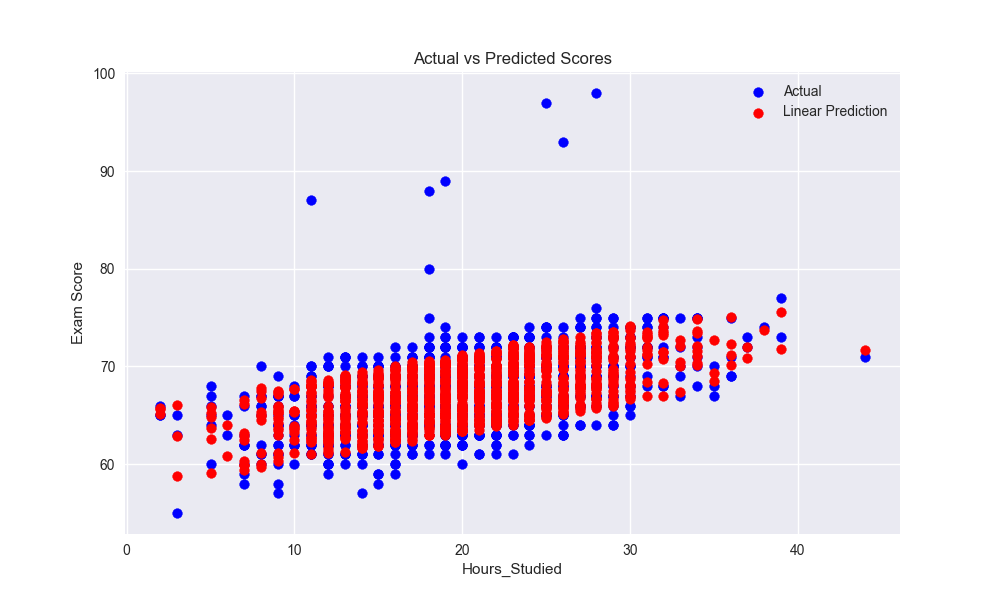 Actual vs Predicted Scores
Actual
Linear Prediction
100
90
80
70
60
Exam Score
0 10 20 30 40
Hours_Studied